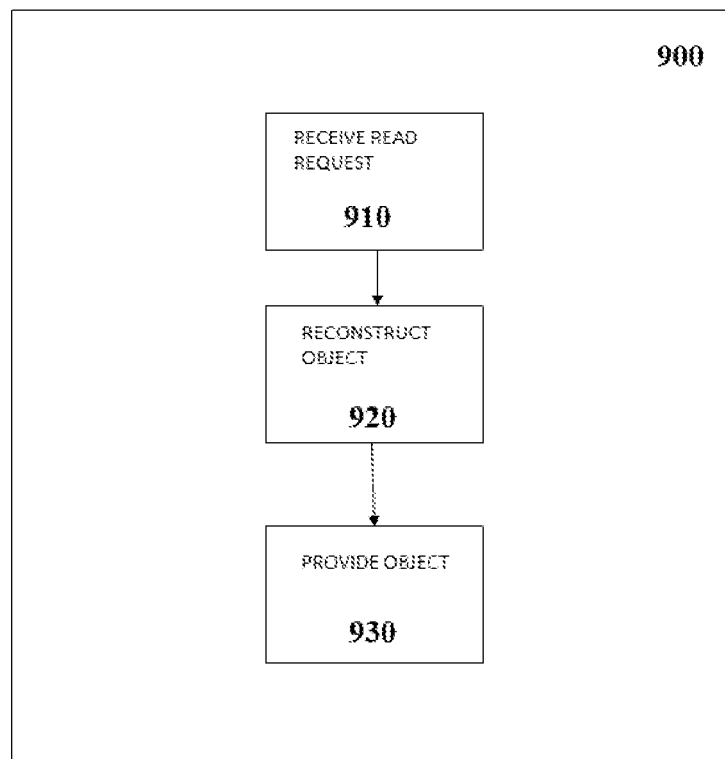 900
RECEIVE READ
REQUEST
910
RECONSTRUCT
OBJECT
920
PROVIDE OBJECT
930